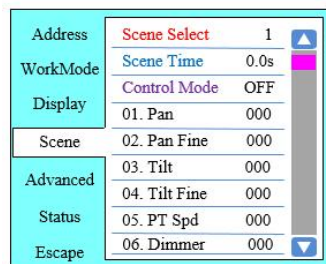 Address
WorkMode
Display
Scene
Advanced
Status
Escape
Scene Select 1
Scene Time 0.0s
Control Mode OFF
01. Pan 000
02. Pan Fine 000
03. Tilt 000
04. Tilt Fine 000
05. PT Spd 000
06. Dimmer 000